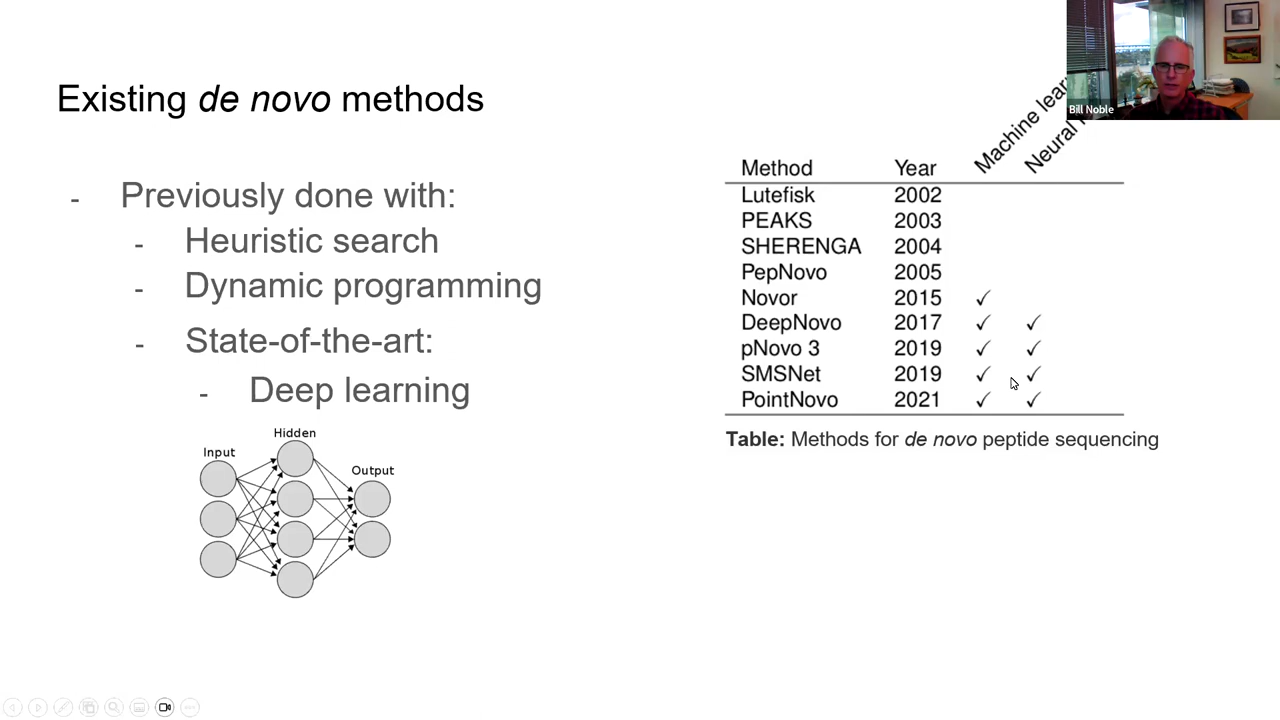 Existing de novo methods
- Previously done with:
- Heuristic search
- Dynamic programming
- State-of-the-art:
- Deep learning
Input
Hidden
Output
Bill Noble
Machine lear
Neural
Method Year
Lutefisk 2002
PEAKS 2003
SHERENGA 2004
PepNovo 2005
Novor 2015 ✓
DeepNovo 2017 ✓ ✓
pNovo 3 2019 ✓ ✓
SMSNet 2019 ✓ ✓
PointNovo 2021 ✓ ✓
Table: Methods for de novo peptide sequencing